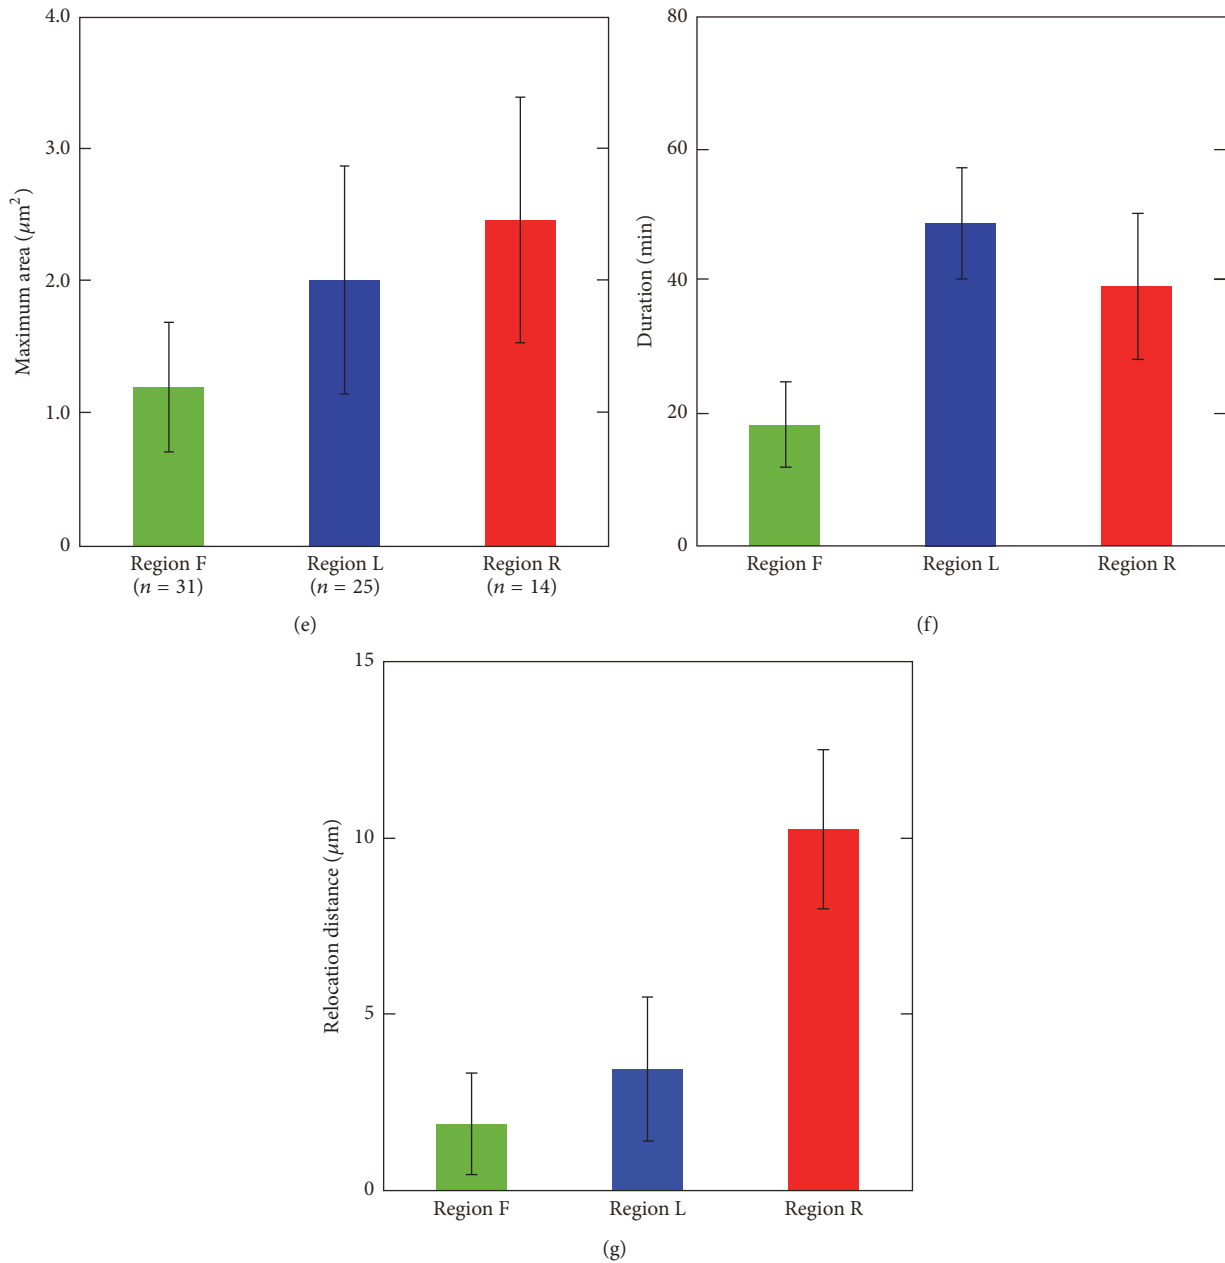 4.0
3.0
2.0
1.0
0
Maximum area (μm²)
Region F
(n = 31)
Region L
(n = 25)
Region R
(n = 14)
(e)
80
60
40
20
0
Duration (min)
Region F
Region L
Region R
(f)
15
10
5
0
Relocation distance (μm)
Region F
Region L
Region R
(g)